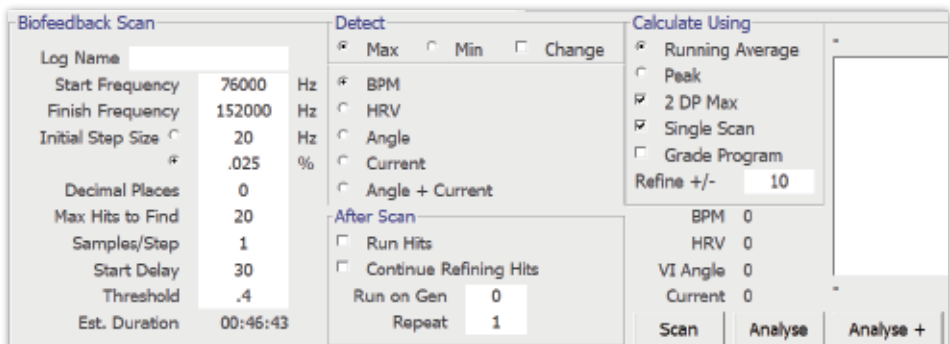 Biofeedback Scan
Log Name
Start Frequency 76000 Hz
Finish Frequency 152000 Hz
Initial Step Size 20 Hz
.025 %
Decimal Places 0
Max Hits to Find 20
Samples/Step 1
Start Delay 30
Threshold .4
Est. Duration 00:46:43
Detect
Max Min Change
BPM
HRV
Angle
Current
Angle + Current
After Scan
Run Hits
Continue Refining Hits
Run on Gen 0
Repeat 1
Calculate Using
Running Average
Peak
2 DP Max
Single Scan
Grade Program
Refine +/- 10
BPM 0
HRV 0
VI Angle 0
Current 0
Scan Analyse Analyse +
-
-